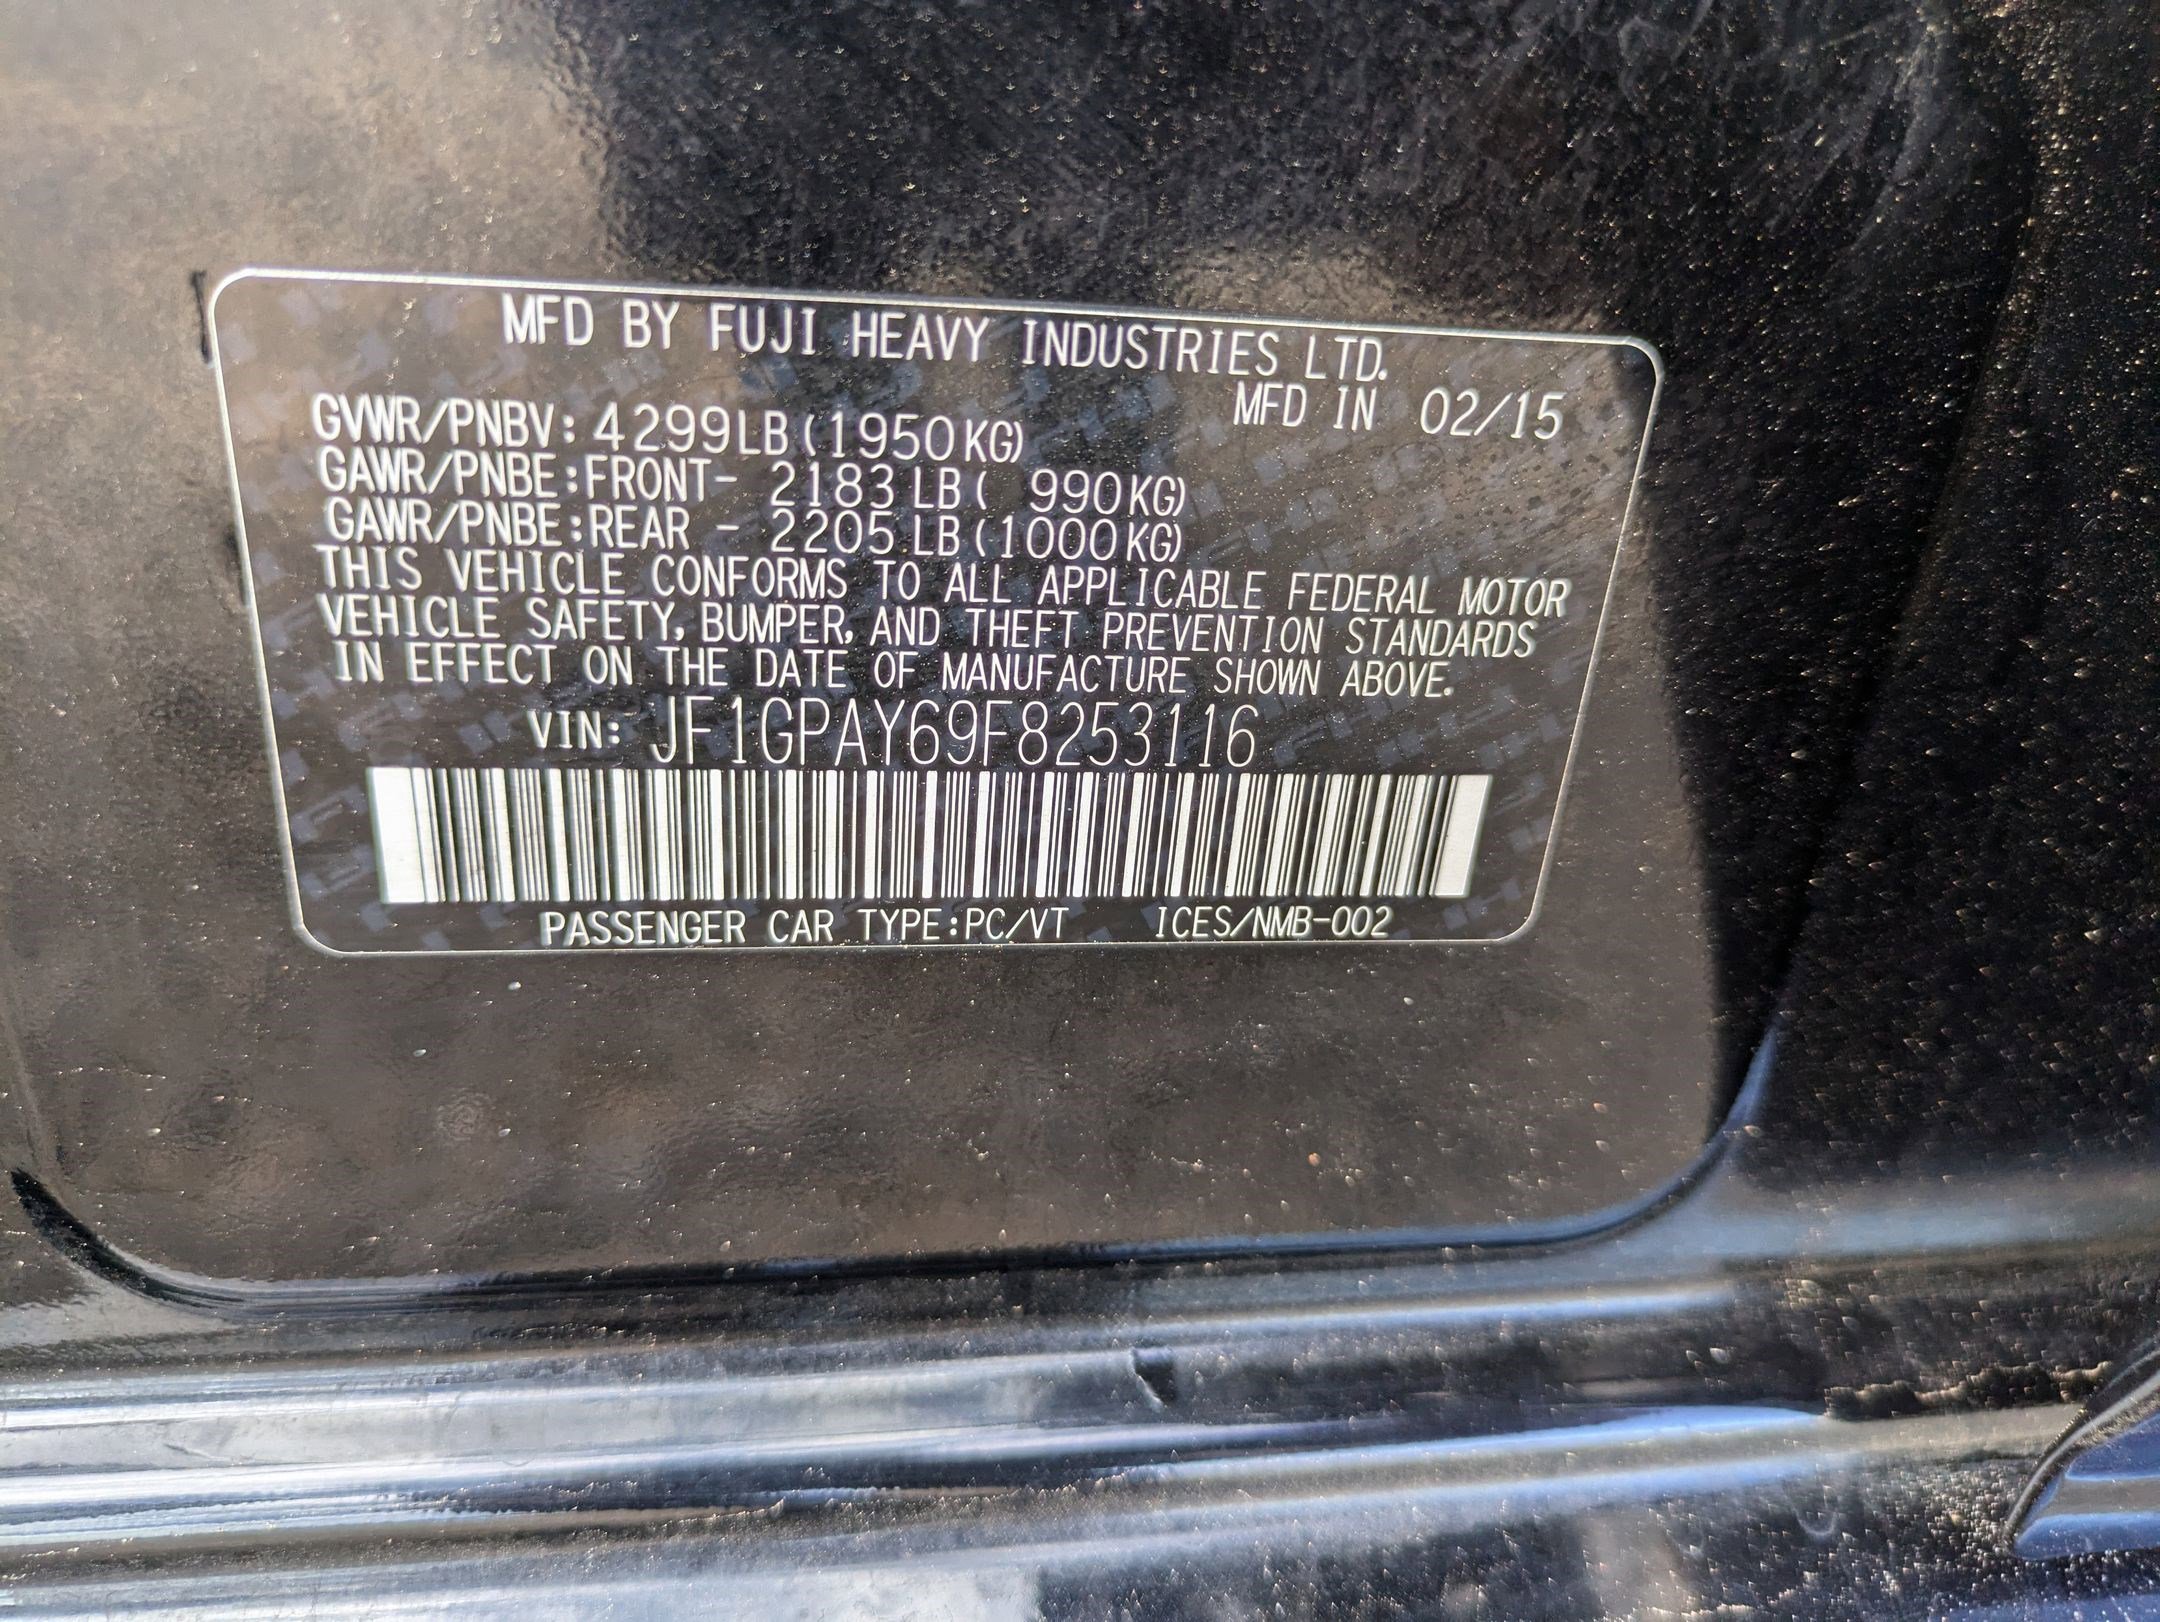 MFD BY FUJI HEAVY INDUSTRIES LTD.
MFD IN 02/15
GVWR/PNBV: 4299LB (1950KG)
GAWR/PNBE:FRONT- 2183LB( 990KG)
GAWR/PNBE:REAR - 2205LB(1000KG)
THIS VEHICLE CONFORMS TO ALL APPLICABLE FEDERAL MOTOR
VEHICLE SAFETY, BUMPER, AND THEFT PREVENTION STANDARDS
IN EFFECT ON THE DATE OF MANUFACTURE SHOWN ABOVE.
VIN: JF1GPAY69F8253116
PASSENGER CAR TYPE:PC/VT ICES/NMB-002